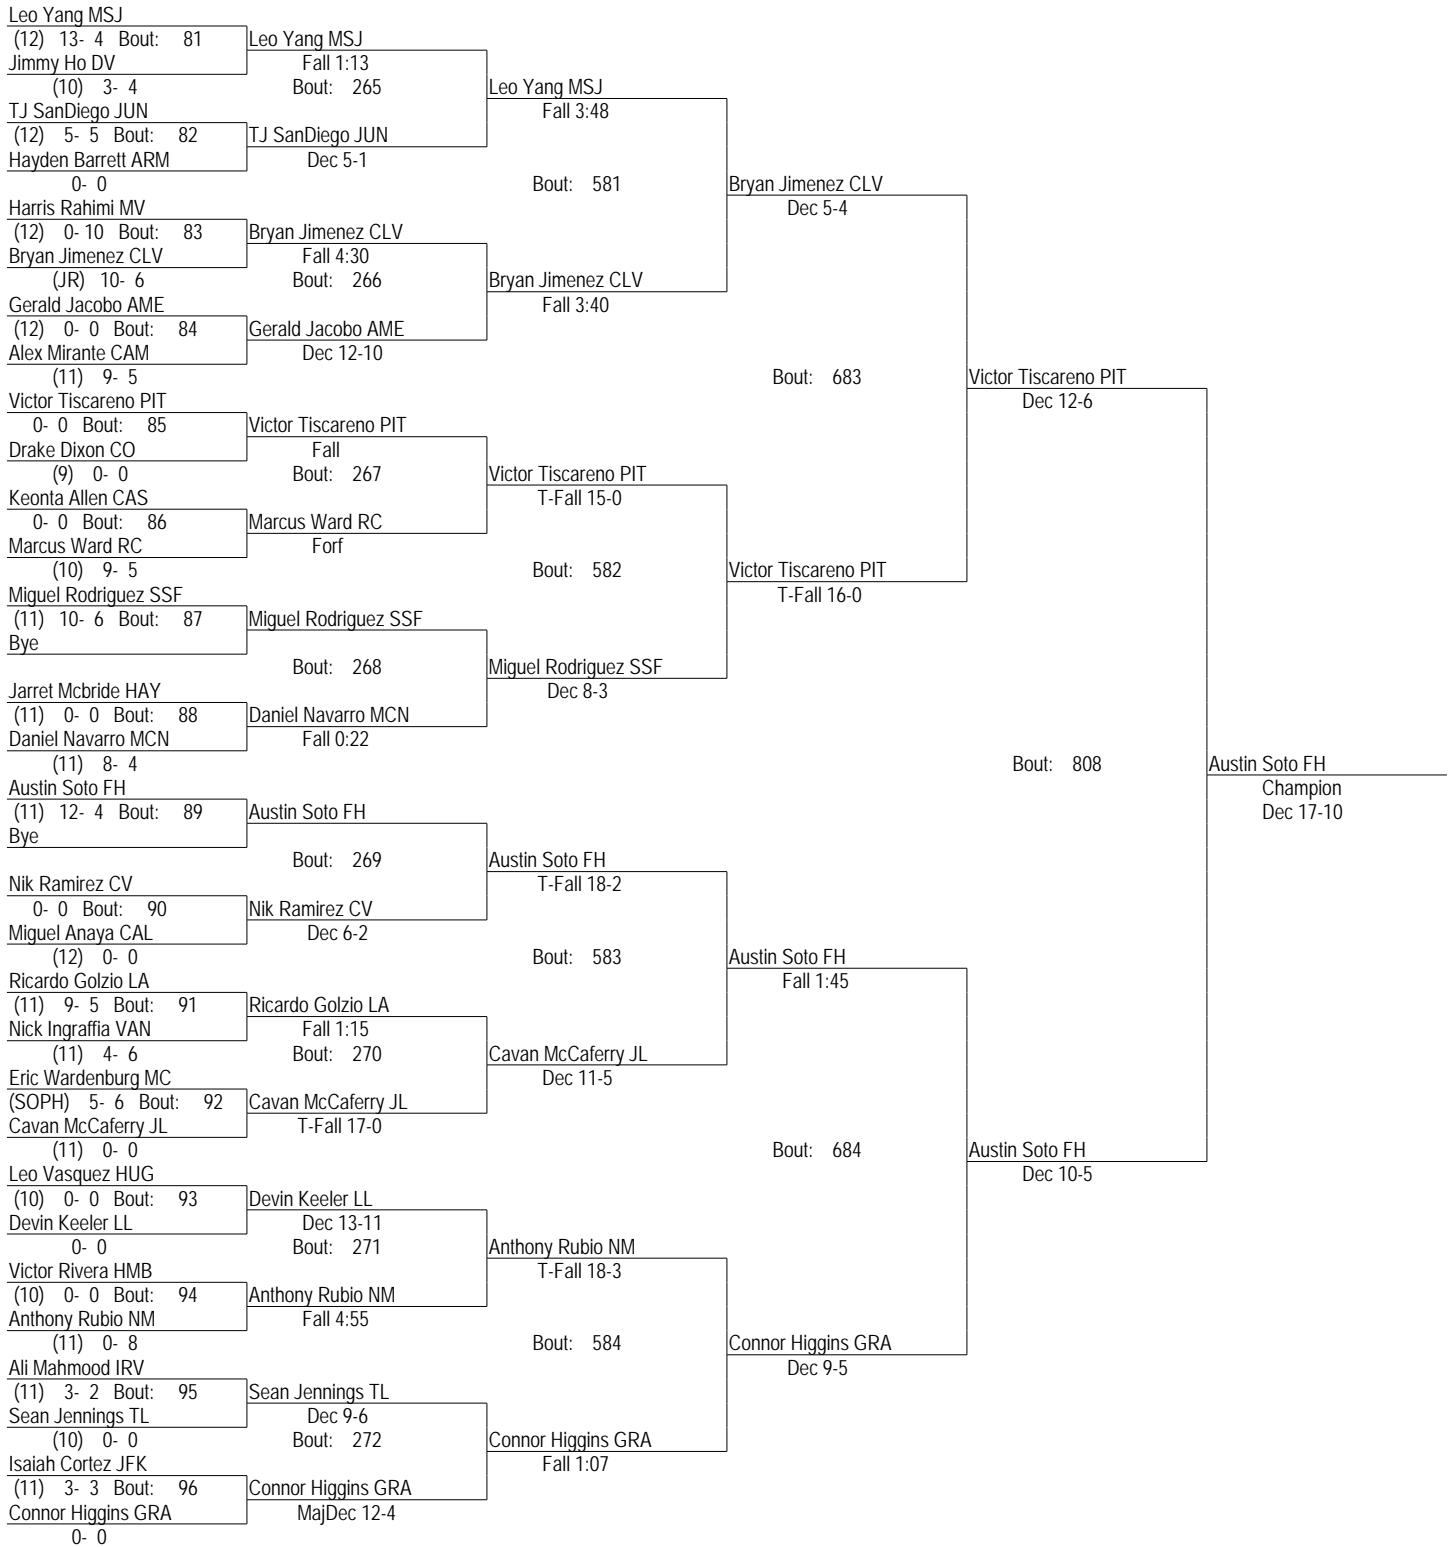 Leo Yang MSJ
(12) 13- 4 Bout: 81 Leo Yang MSJ
Jimmy Ho DV Fall 1:13
(10) 3- 4 Bout: 265 Leo Yang MSJ
TJ SanDiego JUN Fall 3:48
(12) 5- 5 Bout: 82 TJ SanDiego JUN
Hayden Barrett ARM Dec 5-1
0- 0 Bout: 581 Bryan Jimenez CLV
Harris Rahimi MV Dec 5-4
(12) 0- 10 Bout: 83 Bryan Jimenez CLV
Bryan Jimenez CLV Fall 4:30
(JR) 10- 6 Bout: 266 Bryan Jimenez CLV
Gerald Jacobo AME Fall 3:40
(12) 0- 0 Bout: 84 Gerald Jacobo AME
Alex Mirante CAM Dec 12-10
(11) 9- 5 Bout: 683 Victor Tiscareno PIT
Victor Tiscareno PIT Dec 12-6
0- 0 Bout: 85 Victor Tiscareno PIT
Drake Dixon CO Fall
(9) 0- 0 Bout: 267 Victor Tiscareno PIT
Keonta Allen CAS T-Fall 15-0
0- 0 Bout: 86 Marcus Ward RC
Marcus Ward RC Forf
(10) 9- 5 Bout: 582 Victor Tiscareno PIT
Miguel Rodriguez SSF T-Fall 16-0
(11) 10- 6 Bout: 87 Miguel Rodriguez SSF
Bye
Bout: 268 Miguel Rodriguez SSF
Jarret Mcbride HAY Dec 8-3
(11) 0- 0 Bout: 88 Daniel Navarro MCN
Daniel Navarro MCN Fall 0:22
(11) 8- 4 Bout: 808 Austin Soto FH
Austin Soto FH Champion
(11) 12- 4 Bout: 89 Austin Soto FH Dec 17-10
Bye
Bout: 269 Austin Soto FH
Nik Ramirez CV T-Fall 18-2
0- 0 Bout: 90 Nik Ramirez CV
Miguel Anaya CAL Dec 6-2
(12) 0- 0 Bout: 583 Austin Soto FH
Ricardo Golzio LA Fall 1:45
(11) 9- 5 Bout: 91 Ricardo Golzio LA
Nick Ingraffia VAN Fall 1:15
(11) 4- 6 Bout: 270 Cavan McCaferry JL
Eric Wardenburg MC Dec 11-5
(SOPH) 5- 6 Bout: 92 Cavan McCaferry JL
Cavan McCaferry JL T-Fall 17-0
(11) 0- 0 Bout: 684 Austin Soto FH
Leo Vasquez HUG Dec 10-5
(10) 0- 0 Bout: 93 Devin Keeler LL
Devin Keeler LL Dec 13-11
0- 0 Bout: 271 Anthony Rubio NM
Victor Rivera HMB T-Fall 18-3
(10) 0- 0 Bout: 94 Anthony Rubio NM
Anthony Rubio NM Fall 4:55
(11) 0- 8 Bout: 584 Connor Higgins GRA
Ali Mahmood IRV Dec 9-5
(11) 3- 2 Bout: 95 Sean Jennings TL
Sean Jennings TL Dec 9-6
(10) 0- 0 Bout: 272 Connor Higgins GRA
Isaiah Cortez JFK Fall 1:07
(11) 3- 3 Bout: 96 Connor Higgins GRA
Connor Higgins GRA MajDec 12-4
0- 0